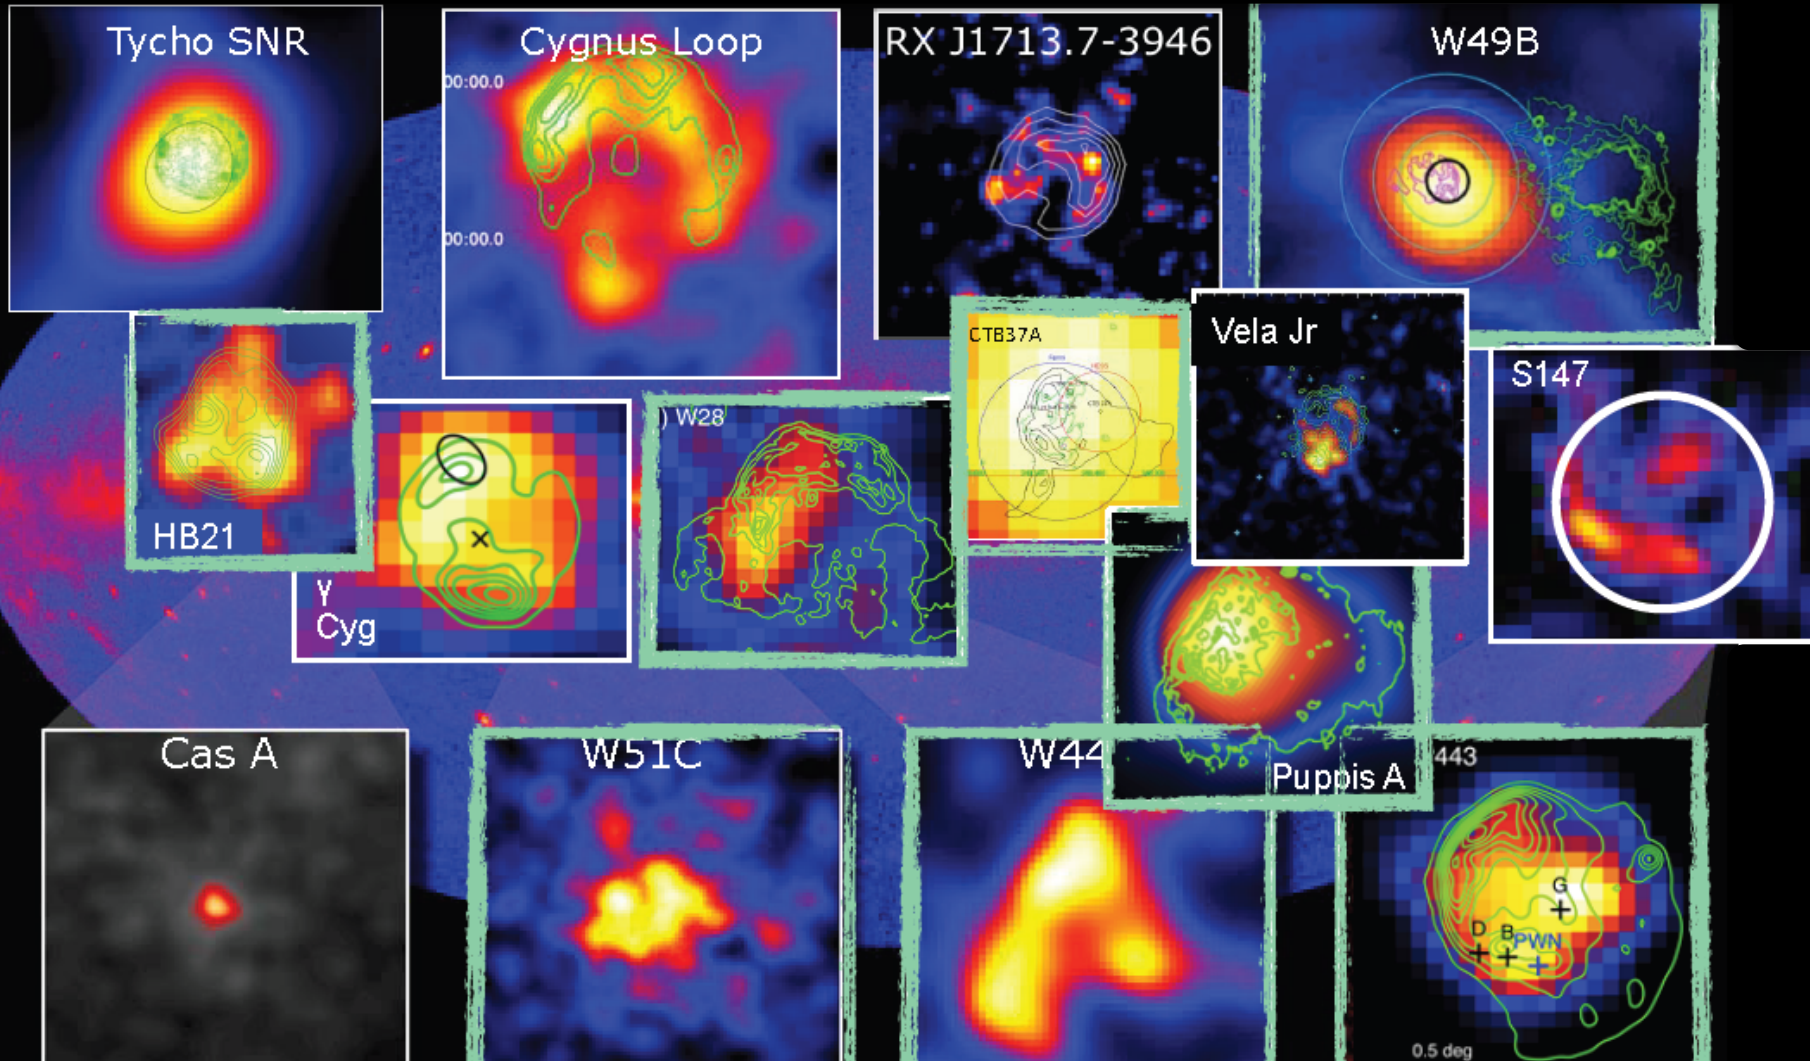 Tycho SNR
Cygnus Loop
RX J1713.7-3946
W49B
00:00.0
00:00.0
CTB37A
Vela Jr
S147
HB21
γ
Cyg
) W28
Puppis A
Cas A
W51C
W44
443
G
D
B
PWN
0.5 deg